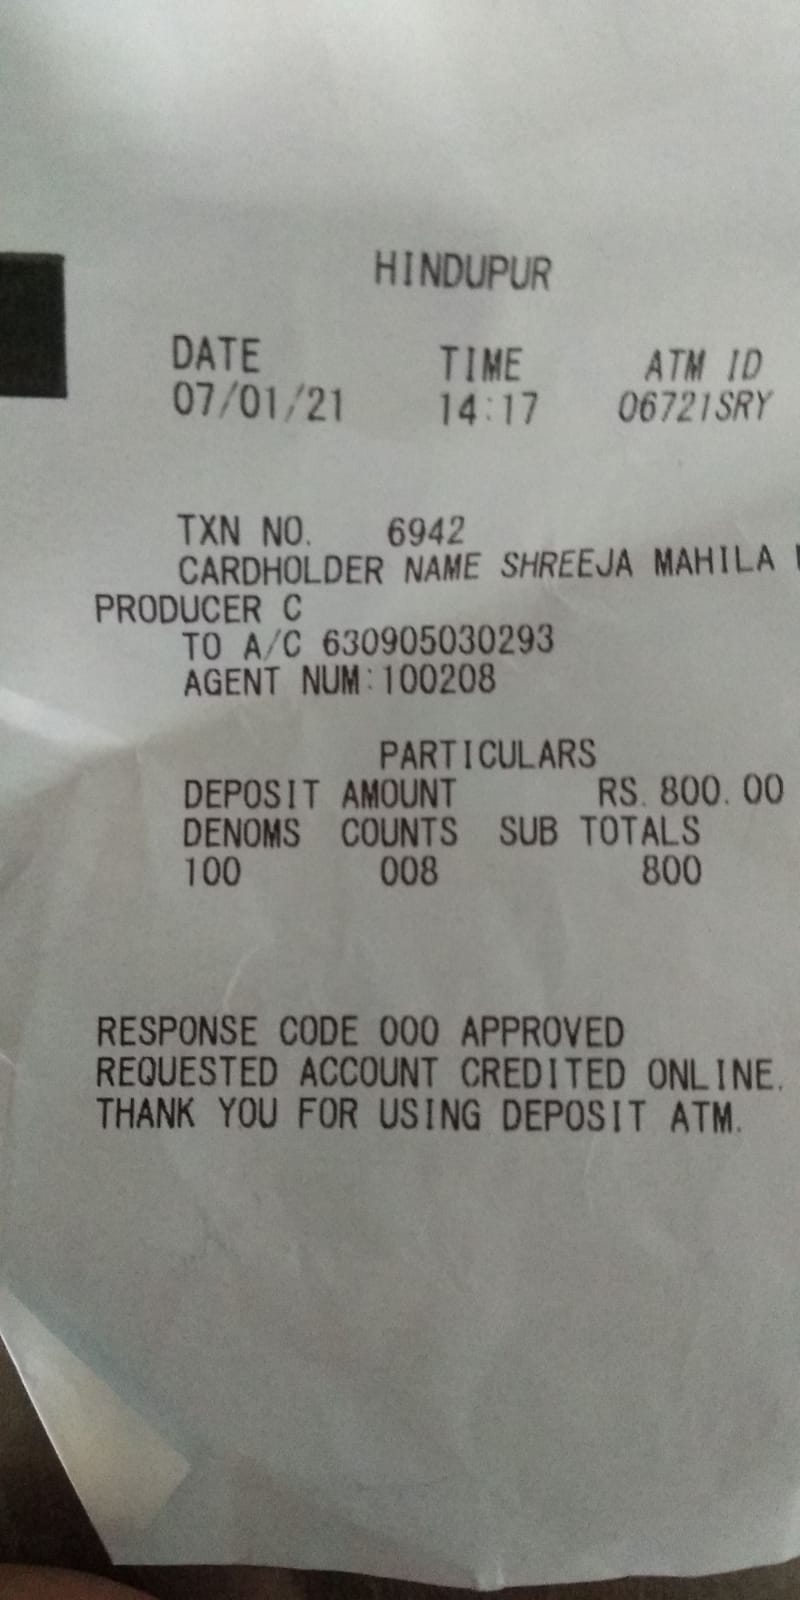 HINDUPUR
DATE TIME ATM ID
07/01/21 14:17 06721SRY
TXN NO. 6942
CARDHOLDER NAME SHREEJA MAHILA
PRODUCER C
TO A/C 630905030293
AGENT NUM:100208
PARTICULARS
DEPOSIT AMOUNT RS. 800.00
DENOMS COUNTS SUB TOTALS
100 008 800
RESPONSE CODE 000 APPROVED
REQUESTED ACCOUNT CREDITED ONLINE.
THANK YOU FOR USING DEPOSIT ATM.